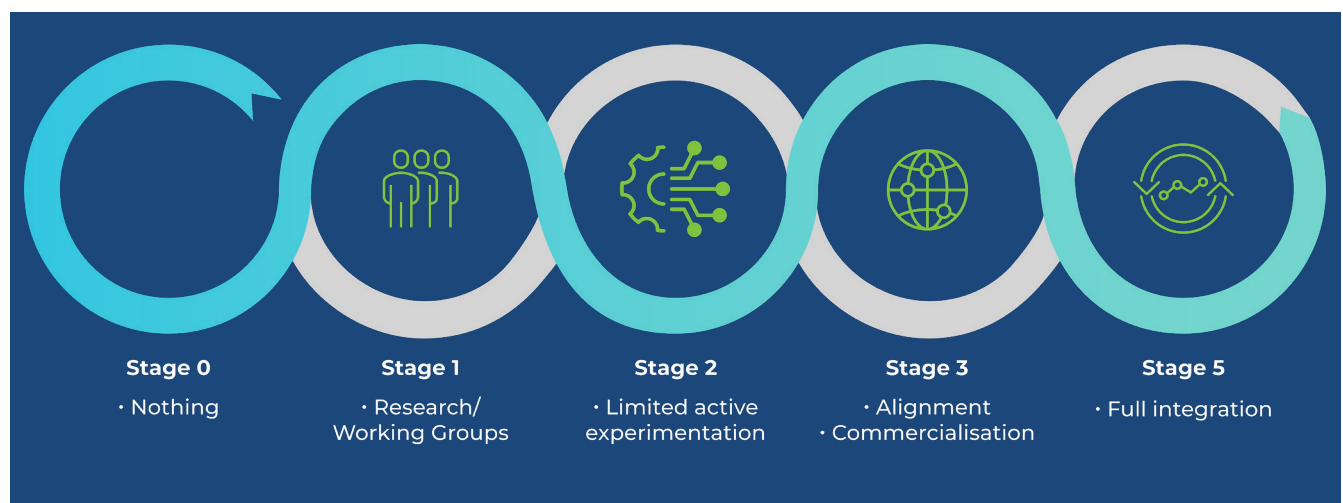 Stage 0
• Nothing
Stage 1
• Research/
Working Groups
Stage 2
• Limited active
experimentation
Stage 3
• Alignment
• Commercialisation
Stage 5
• Full integration